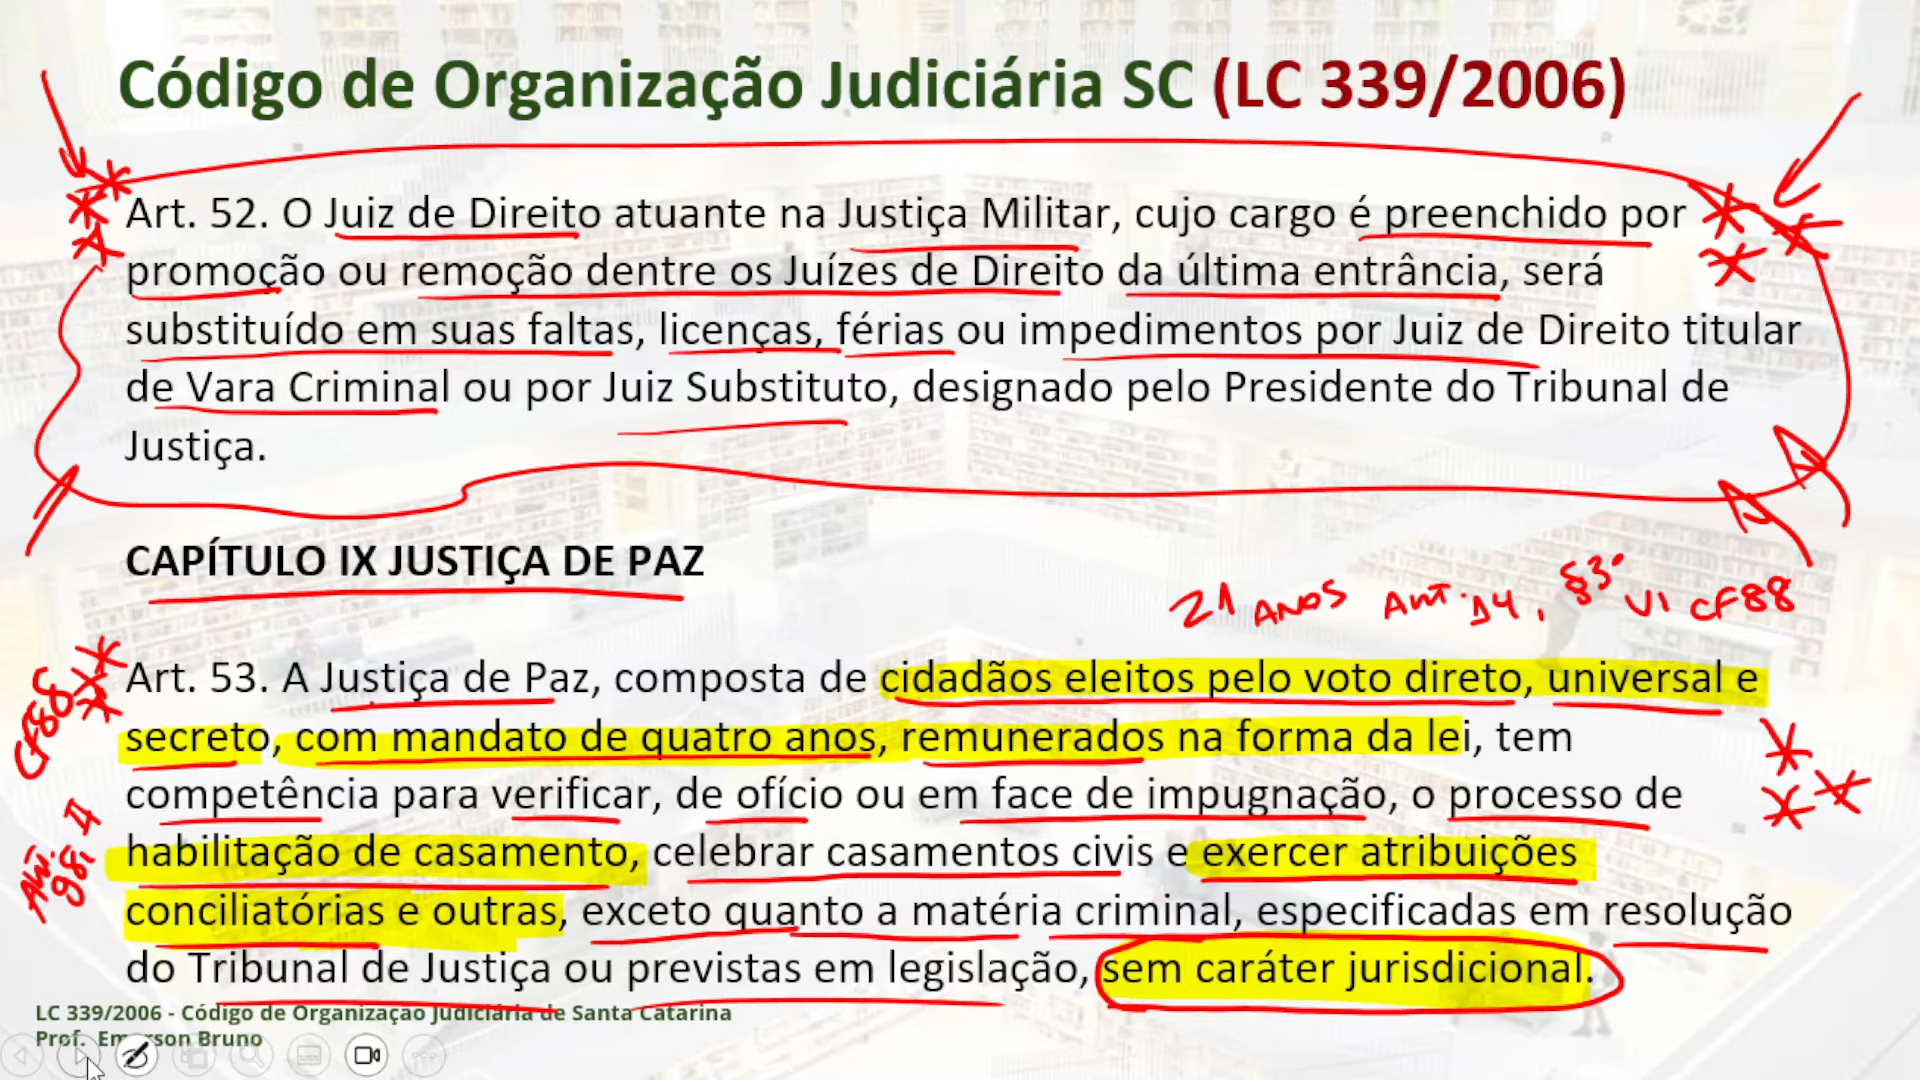 Código de Organização Judiciária SC (LC 339/2006)
Art. 52. O Juiz de Direito atuante na Justiça Militar, cujo cargo é preenchido por
promoção ou remoção dentre os Juízes de Direito da última entrância, será
substituído em suas faltas, licenças, férias ou impedimentos por Juiz de Direito titular
de Vara Criminal ou por Juiz Substituto, designado pelo Presidente do Tribunal de
Justiça.
CAPÍTULO IX JUSTIÇA DE PAZ
21 ANOS ART. 14, §3º VI CF88
Art. 53. A Justiça de Paz, composta de cidadãos eleitos pelo voto direto, universal e
secreto, com mandato de quatro anos, remunerados na forma da lei, tem
competência para verificar, de ofício ou em face de impugnação, o processo de
habilitação de casamento, celebrar casamentos civis e exercer atribuições
conciliatórias e outras, exceto quanto a matéria criminal, especificadas em resolução
do Tribunal de Justiça ou previstas em legislação, sem caráter jurisdicional.
CF88
Art. 98, II
LC 339/2006 - Código de Organização Judiciária de Santa Catarina
Prof. Emerson Bruno